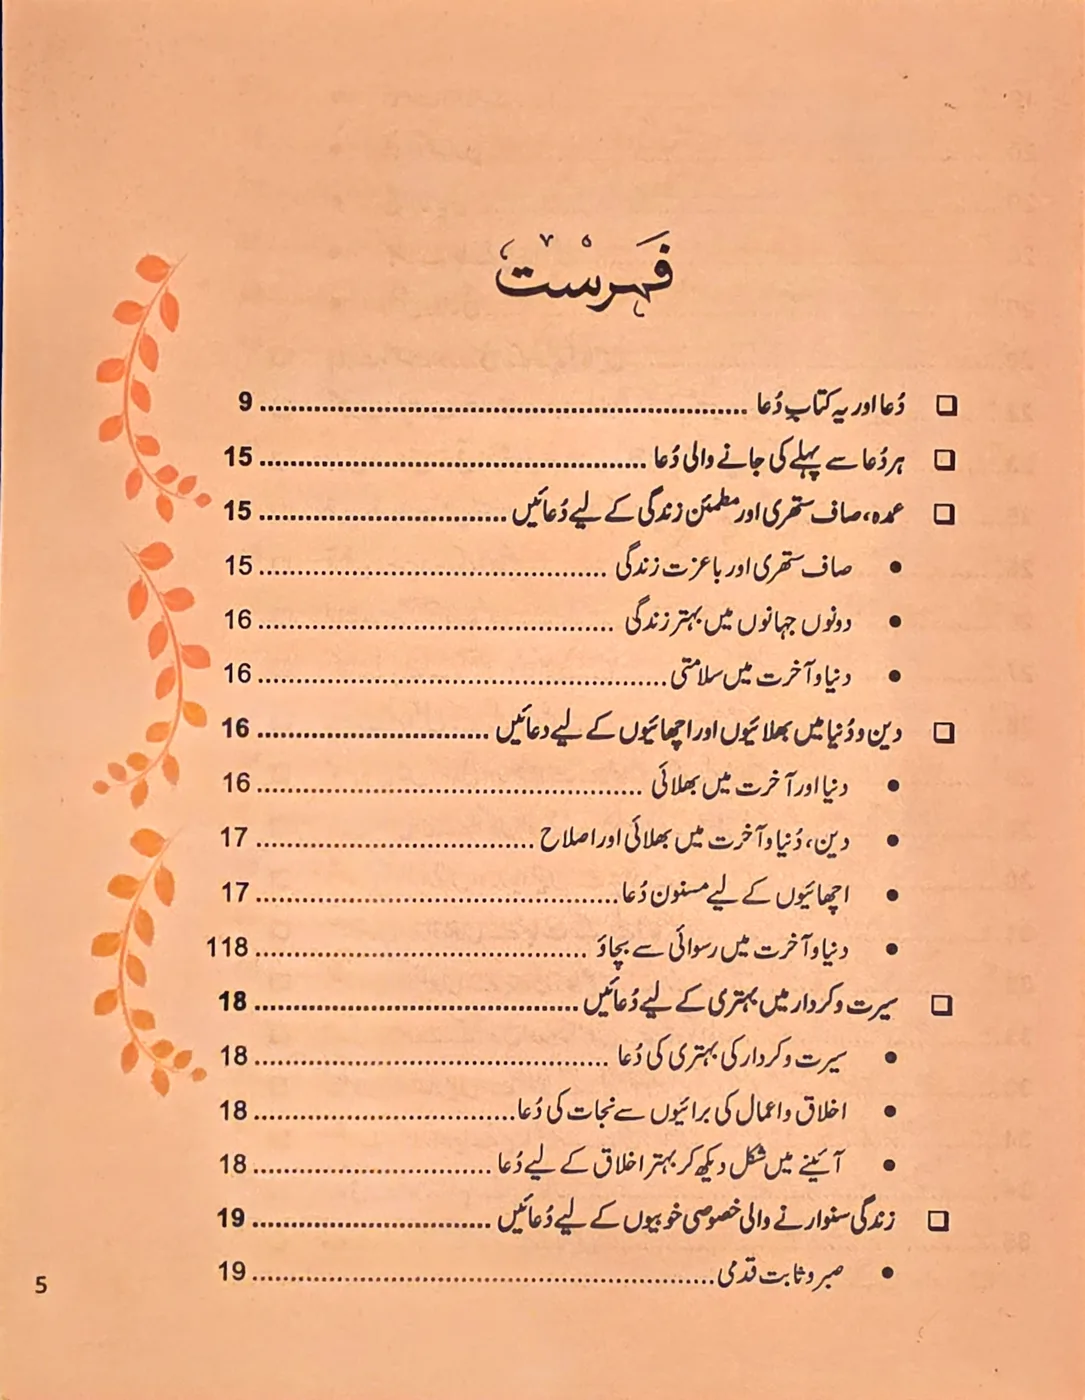 فہرست
❑ دُعا اور یہ کتابِ دُعا ........ 9
❑ ہر دُعا سے پہلے کی جانے والی دُعا ........ 15
❑ عمدہ، صاف ستھری اور مطمئن زندگی کے لیے دُعائیں ........ 15
• صاف ستھری اور باعزت زندگی ........ 15
• دونوں جہانوں میں بہتر زندگی ........ 16
• دنیا و آخرت میں سلامتی ........ 16
❑ دین و دُنیا میں بھلائیوں اور اچھائیوں کے لیے دعائیں ........ 16
• دنیا اور آخرت میں بھلائی ........ 16
• دین، دُنیا و آخرت میں بھلائی اور اصلاح ........ 17
• اچھائیوں کے لیے مسنون دُعا ........ 17
• دنیا و آخرت میں رسوائی سے بچاؤ ........ 118
❑ سیرت و کردار میں بہتری کے لیے دُعائیں ........ 18
• سیرت و کردار کی بہتری کی دُعا ........ 18
• اخلاق و اعمال کی برائیوں سے نجات کی دُعا ........ 18
• آئینے میں شکل دیکھ کر بہتر اخلاق کے لیے دُعا ........ 18
❑ زندگی سنوارنے والی خصوصی خوبیوں کے لیے دُعائیں ........ 19
• صبر و ثابت قدمی ........ 19
5